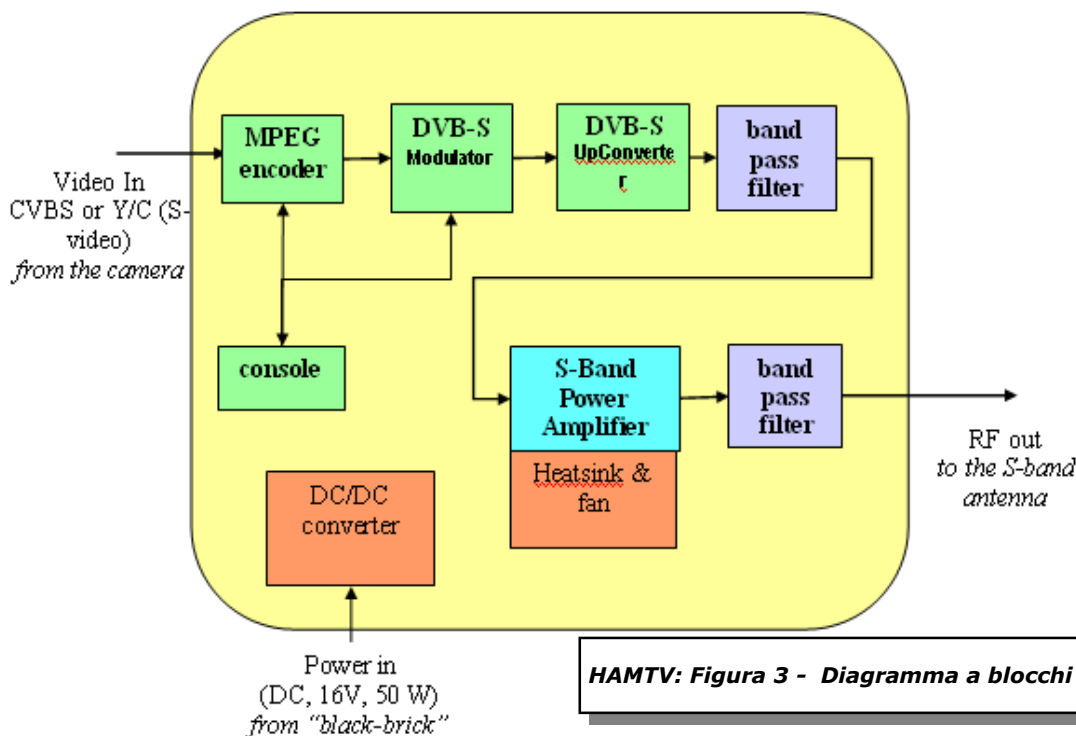 MPEG
encoder
DVB-S
Modulator
DVB-S
UpConverte
r
band
pass
filter
Video In
CVBS or Y/C (S-
video)
from the camera
console
S-Band
Power
Amplifier
band
pass
filter
RF out
to the S-band
antenna
Heatsink &
fan
DC/DC
converter
Power in
(DC, 16V, 50 W)
from “black-brick”
HAMTV: Figura 3 - Diagramma a blocchi